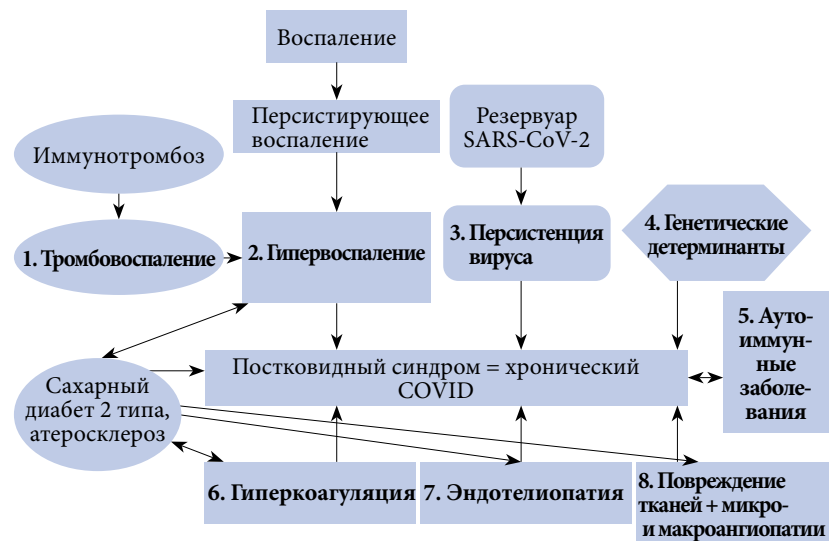 Воспаление
Персистирующее
воспаление
Резервуар
SARS-CoV-2
Иммунотромбоз
1. Тромбовоспаление
2. Гипервоспаление
3. Персистенция
вируса
4. Генетические
детерминанты
5. Ауто-
иммун-
ные
заболе-
вания
Постковидный синдром = хронический
COVID
Сахарный
диабет 2 типа,
атеросклероз
6. Гиперкоагуляция
7. Эндотелиопатия
8. Повреждение
тканей + микро-
и макроангиопатии